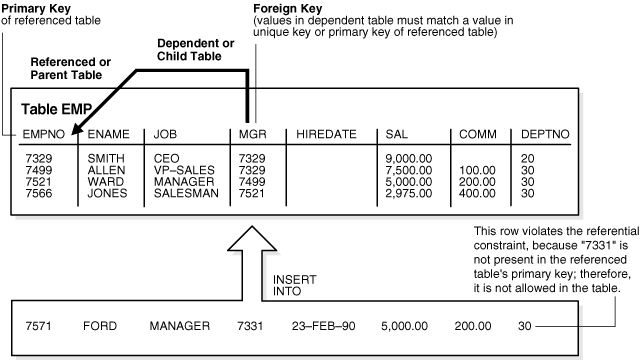 Primary Key
of referenced table
Foreign Key
(values in dependent table must match a value in
unique key or primary key of referenced table)
Dependent or
Child Table
Referenced or
Parent Table
Table EMP
EMPNO ENAME JOB MGR HIREDATE SAL COMM DEPTNO
7329 SMITH CEO 7329 9,000.00 20
7499 ALLEN VP–SALES 7329 7,500.00 100.00 30
7521 WARD MANAGER 7499 5,000.00 200.00 30
7566 JONES SALESMAN 7521 2,975.00 400.00 30
This row violates the referential
constraint, because "7331" is
not present in the referenced
table's primary key; therefore,
it is not allowed in the table.
INSERT
INTO
7571 FORD MANAGER 7331 23–FEB–90 5,000.00 200.00 30